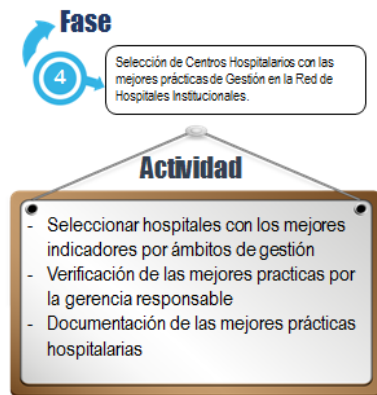 Fase
4
Selección de Centros Hospitalarios con las
mejores prácticas de Gestión en la Red de
Hospitales Institucionales.
Actividad
- Seleccionar hospitales con los mejores
indicadores por ámbitos de gestión
- Verificación de las mejores practicas por
la gerencia responsable
- Documentación de las mejores prácticas
hospitalarias